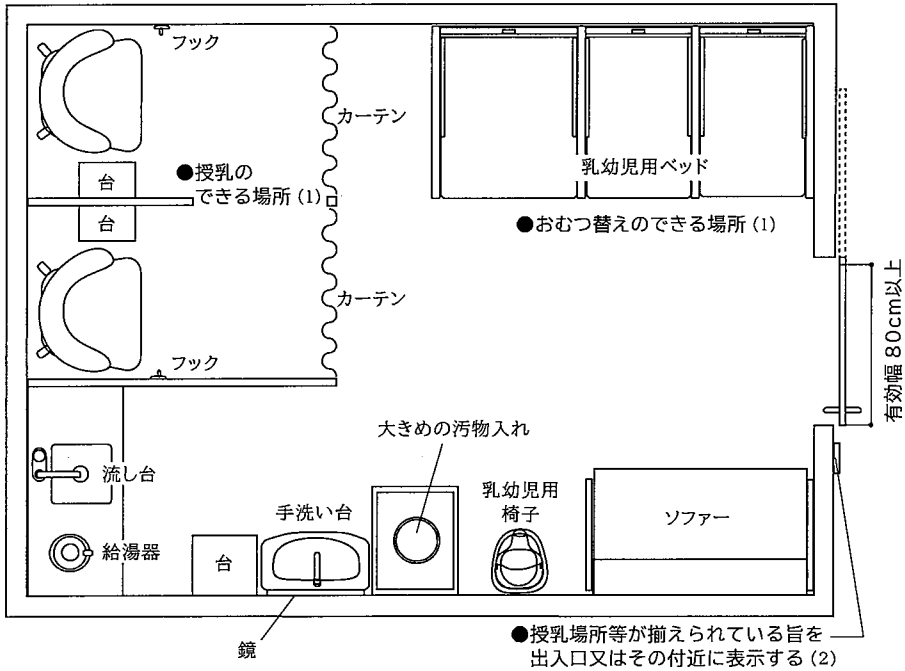 フック
カーテン
台
●授乳の
できる場所 (1)
台
乳幼児用ベッド
●おむつ替えのできる場所 (1)
カーテン
フック
有効幅80cm以上
大きめの汚物入れ
流し台
手洗い台
乳幼児用
椅子
ソファー
給湯器
台
鏡
●授乳場所等が揃えられている旨を
出入口又はその付近に表示する (2)